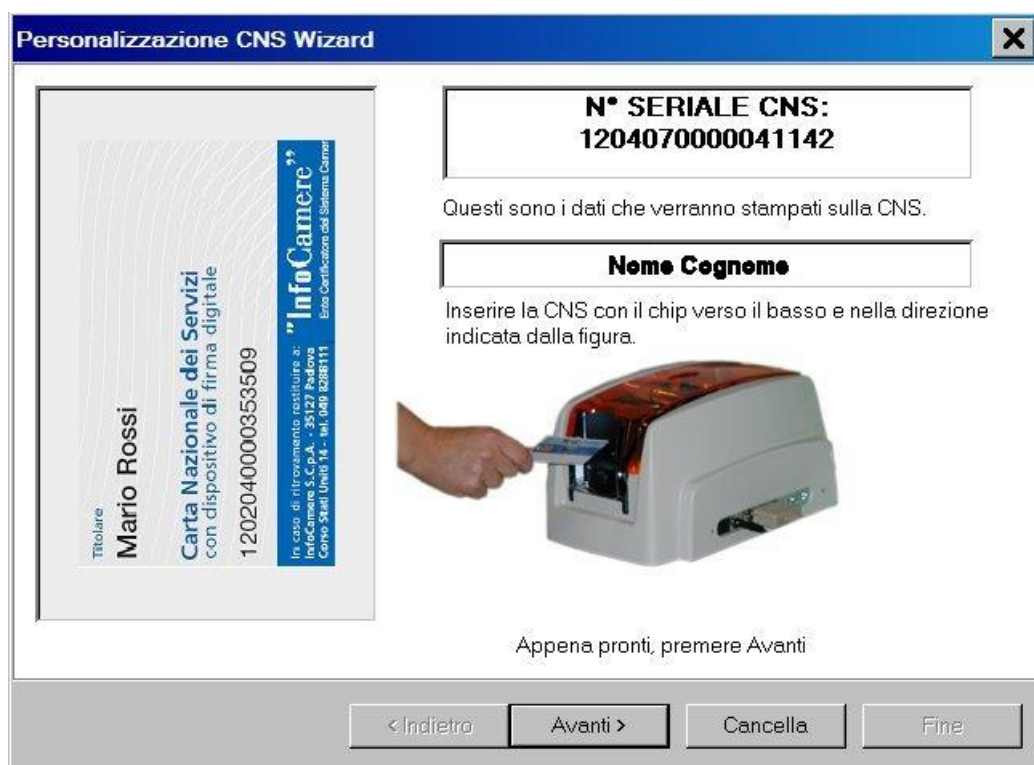 Personalizzazione CNS Wizard
Titolare
Mario Rossi
Carta Nazionale dei Servizi
con dispositivo di firma digitale
1202040000353509
"InfoCamere"
Ente Certificatore del Sistema Camer
In caso di ritrovamento restituire a:
InfoCamere S.C.p.A. - 35127 Padova
Corso Stati Uniti 14 - tel. 049 8288111
N° SERIALE CNS:
1204070000041142
Questi sono i dati che verranno stampati sulla CNS.
Nome Cognome
Inserire la CNS con il chip verso il basso e nella direzione
indicata dalla figura.
Appena pronti, premere Avanti
< Indietro
Avanti >
Cancella
Fine